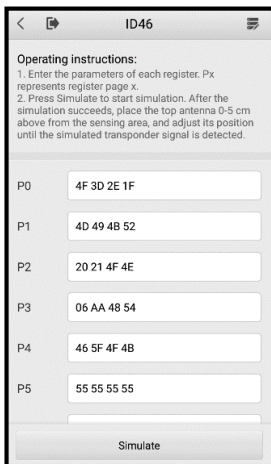 ID46
Operating instructions:
1. Enter the parameters of each register. Px
represents register page x.
2. Press Simulate to start simulation. After the
simulation succeeds, place the top antenna 0-5 cm
above from the sensing area, and adjust its position
until the simulated transponder signal is detected.
P0 4F 3D 2E 1F
P1 4D 49 4B 52
P2 20 21 4F 4E
P3 06 AA 48 54
P4 46 5F 4F 4B
P5 55 55 55 55
Simulate